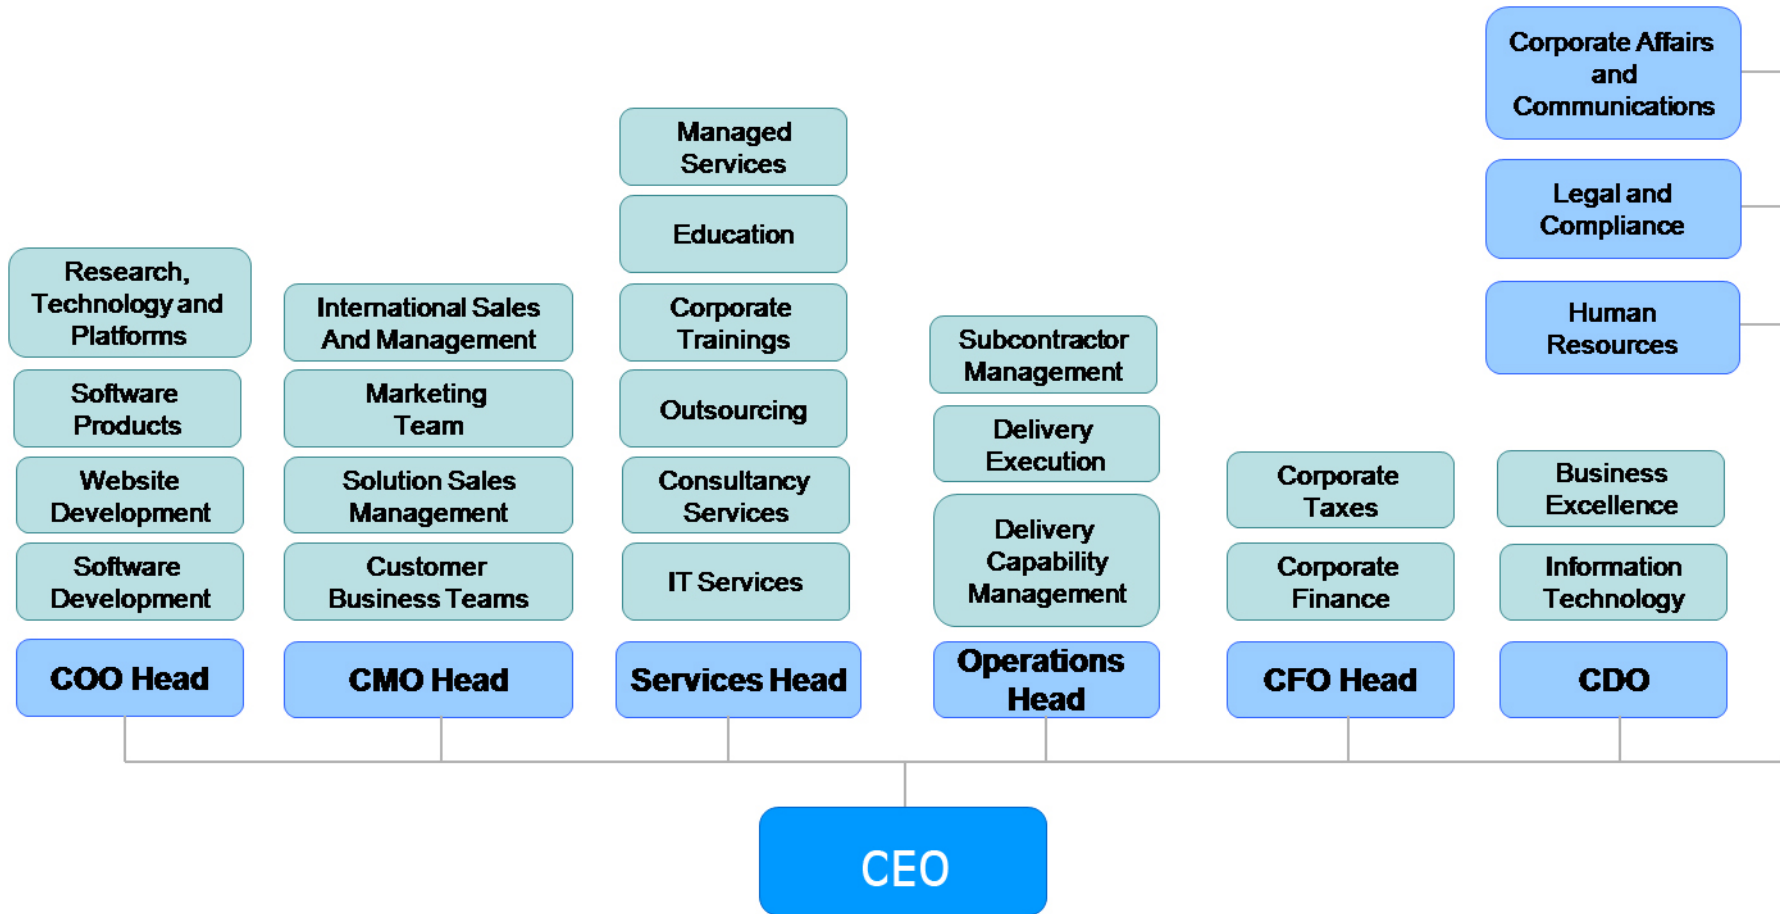 Corporate Affairs
and
Communications
Legal and
Compliance
Human
Resources
Research,
Technology and
Platforms
Software
Products
Website
Development
Software
Development
COO Head
International Sales
And Management
Marketing
Team
Solution Sales
Management
Customer
Business Teams
CMO Head
Managed
Services
Education
Corporate
Trainings
Outsourcing
Consultancy
Services
IT Services
Services Head
Subcontractor
Management
Delivery
Execution
Delivery
Capability
Management
Operations
Head
Corporate
Taxes
Corporate
Finance
CFO Head
Business
Excellence
Information
Technology
CDO
CEO